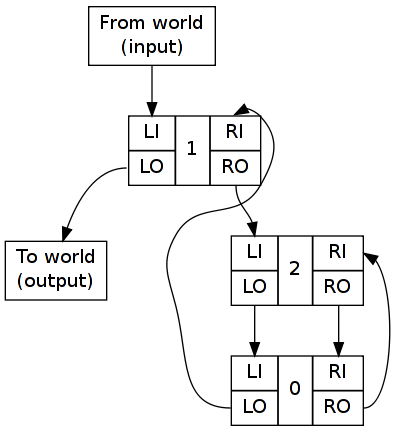 From world
(input)
LI RI
1
LO RO
To world
(output)
LI RI
2
LO RO
LI RI
0
LO RO